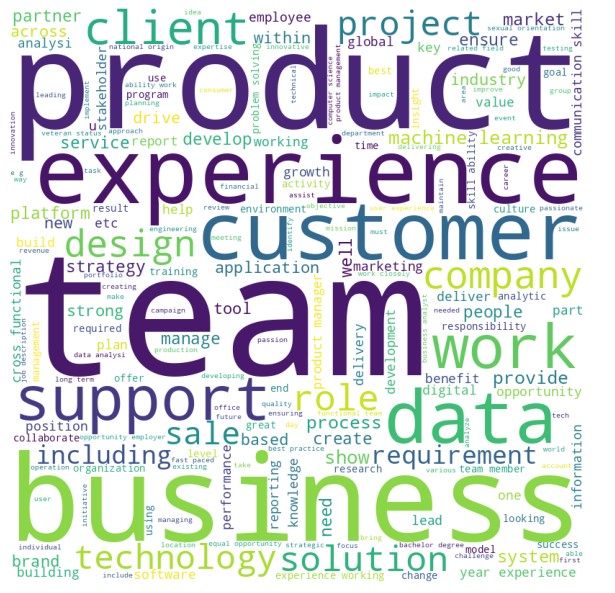 partner
across
analysi
idea
national origin
expertise
innovative
employee
within
global
project
key
ensure
market
sexual orientation
related field
testing
client
product
stakeholder
use
program
ability work
planning
leading
implement
innovation
consumer
problem solving
technical
computer science
product management
best
impact
industry
insight
value
goal
good
improve
area
event
group
communication skill
veteran status
approach
drive
department
delivering
creative
service
report
develop
working
machine learning
time
skill ability
experience
way
task
financial
growth
activity
assist
career
platform
new
etc
result
review
help
environment
objective
user experience
maintain
culture
passionate
build
revenue
engineering
meeting
identify
mission
must
issue
design
customer
company
strategy
portfolio
creating
training
application
well
marketing
work closely
deliver
analytic
cross functional
job description
management
strong
required
make
campaign
tool
passion
product manager
delivery
development
business analyst
needed
people
responsibility
part
team
work
data analysi
plan
manage
production
long term
offer
developing
end
benefit
provide
digital
opportunity
support
role
data
position
office
future
quality
ensuring
functional team
process
tech
collaborate
opportunity employer
great
day
sale
based
create
analyze
including
performance
level
best practice
show
requirement
world
operation
fast paced
take
organization
existing
reporting
knowledge
research
various
team member
account
information
user
initiative
using
managing
need
bring
lead
one
looking
business
individual
location
equal opportunity
strategic
focus
bachelor degree
model
success
able
first
brand
technology
solution
system
challenge
building
include
software
experience working
change
year experience